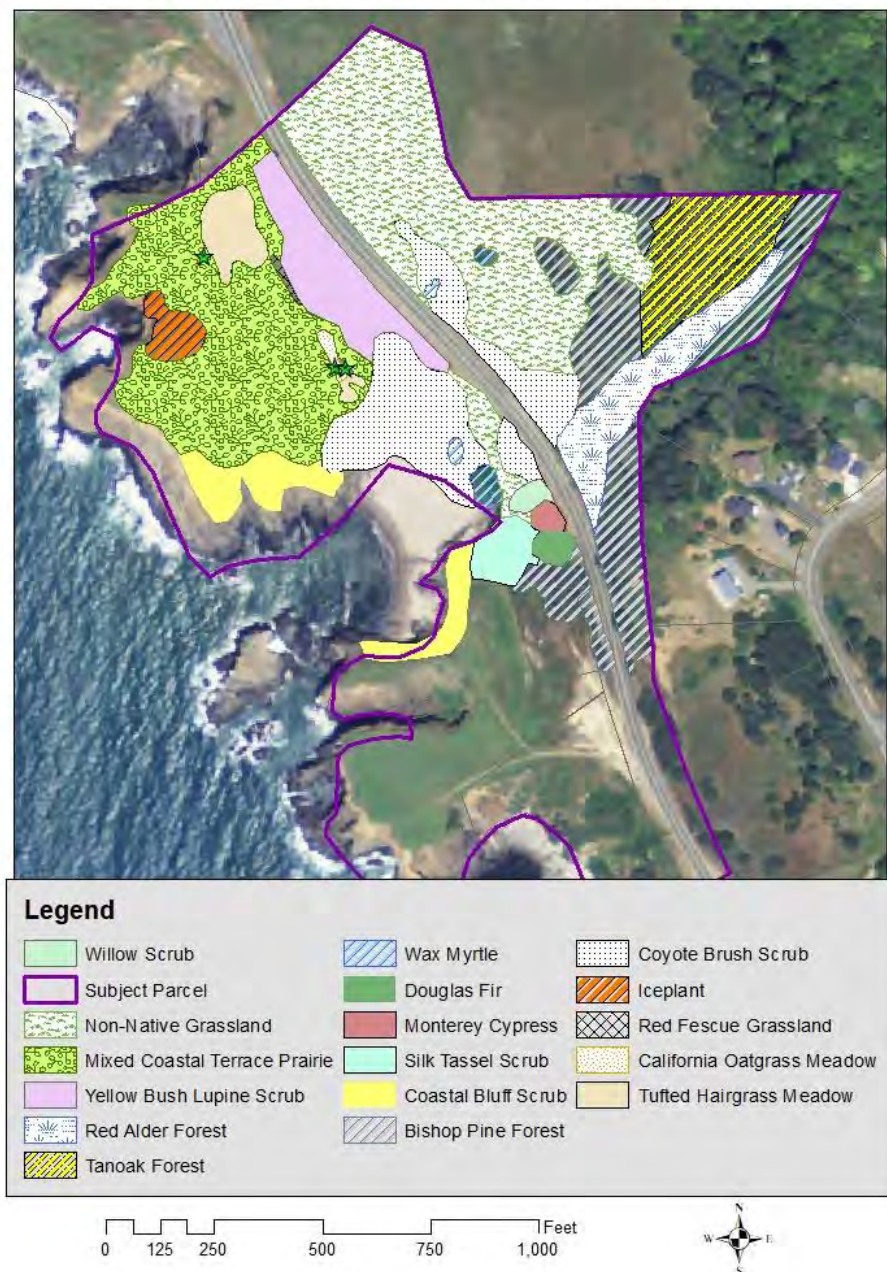 Legend
Willow Scrub
Subject Parcel
Non-Native Grassland
Mixed Coastal Terrace Prairie
Yellow Bush Lupine Scrub
Red Alder Forest
Tanoak Forest
Wax Myrtle
Douglas Fir
Monterey Cypress
Silk Tassel Scrub
Coastal Bluff Scrub
Bishop Pine Forest
Coyote Brush Scrub
Iceplant
Red Fescue Grassland
California Oatgrass Meadow
Tufted Hairgrass Meadow
Feet
0 125 250 500 750 1,000
N
W E
S